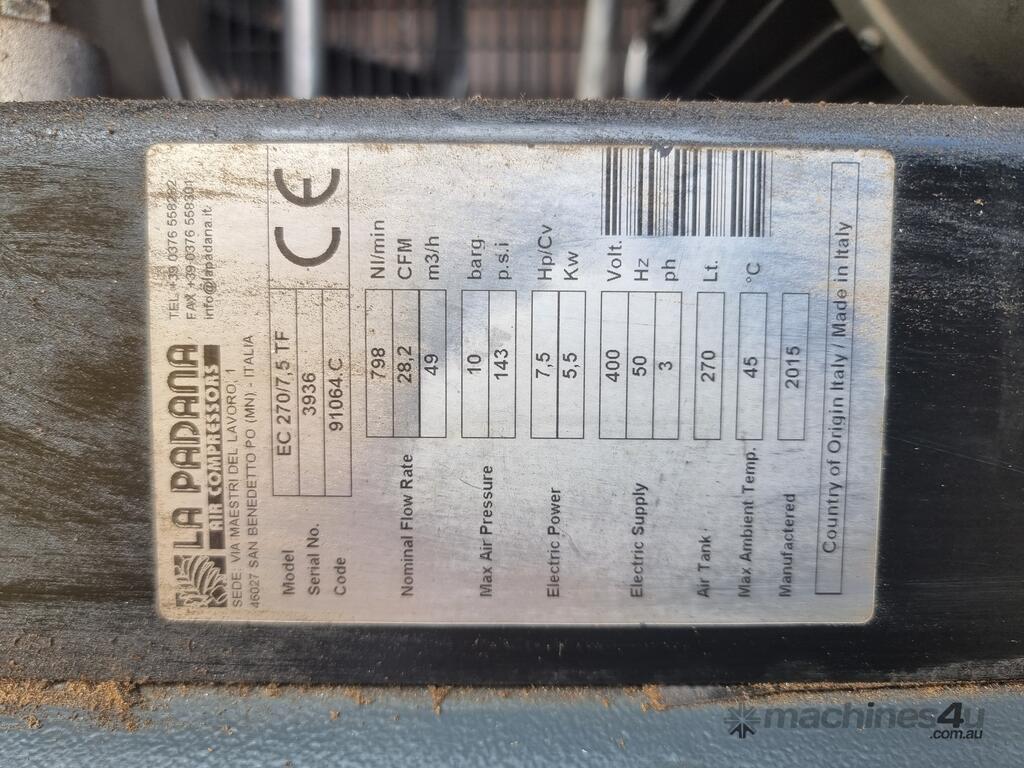 LA PADANA
AIR COMPRESSORS
SEDE: VIA MAESTRI DEL LAVORO, 1
46027 SAN BENEDETTO PO (MN) - ITALIA
TEL. +39 0376 558282
FAX +39 0376 558301
info@lapadana.it
Model EC 270/7,5 TF
Serial No. 3936
Code 91064.C
CE
Nominal Flow Rate 798 Nl/min
28,2 CFM
49 m3/h
Max Air Pressure 10 barg.
143 p.s.i
Electric Power 7,5 Hp/Cv
5,5 Kw
Electric Supply 400 Volt.
50 Hz
3 ph
Air Tank 270 Lt.
Max Ambient Temp. 45 °C
Manufactered 2015
Country of Origin Italy / Made in Italy
machines4u
.com.au